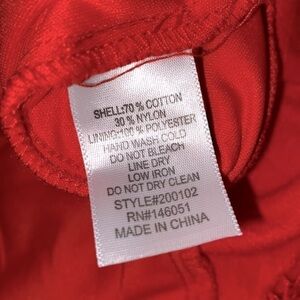 SHELL:70 % COTTON
30 % NYLON
LINING:100 % POLYESTER
HAND WASH COLD
DO NOT BLEACH
LINE DRY
LOW IRON
DO NOT DRY CLEAN
STYLE#200102
RN#146051
MADE IN CHINA